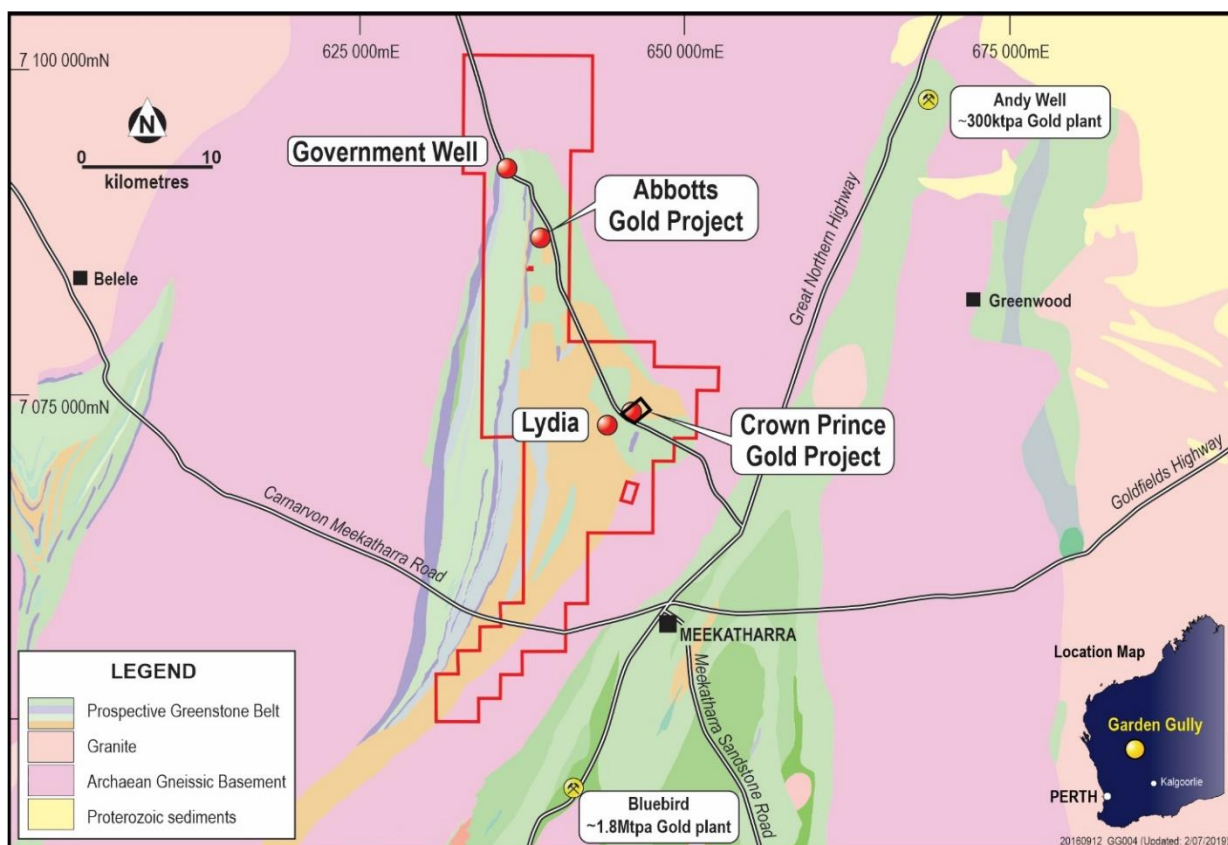 625 000mE
650 000mE
675 000mE
7 100 000mN
N
0
10
kilometres
Government Well
Abbotts
Gold Project
Andy Well
~300ktpa Gold plant
Great Northern Highway
Belele
Greenwood
7 075 000mN
Lydia
Crown Prince
Gold Project
Goldfields Highway
Carnarvon Meekatharra Road
MEEKATHARRA
Meekatharra Sandstone Road
LEGEND
Prospective Greenstone Belt
Granite
Archaean Gneissic Basement
Proterozoic sediments
Bluebird
~1.8Mtpa Gold plant
Location Map
Garden Gully
Kalgoorlie
PERTH
20160912_GG004 (Updated: 2/07/2019)